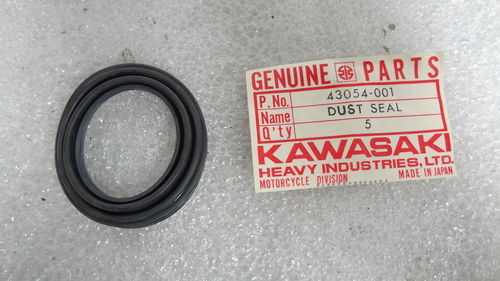 GENUINE PARTS
P.No. 43054-001
Name DUST SEAL
Q'ty 5
KAWASAKI
HEAVY INDUSTRIES, LTD.
MOTORCYCLE DIVISION MADE IN JAPAN